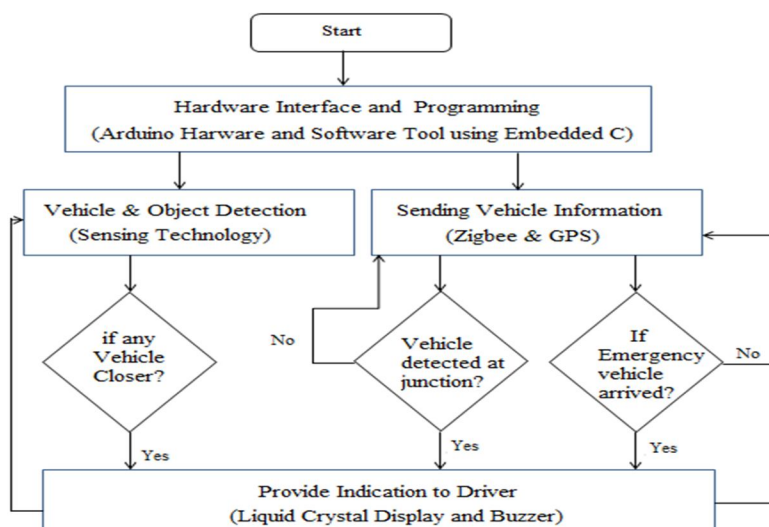 Start
Hardware Interface and Programming
(Arduino Harware and Software Tool using Embedded C)
Vehicle & Object Detection
(Sensing Technology)
Sending Vehicle Information
(Zigbee & GPS)
if any
Vehicle
Closer?
No
Vehicle
detected at
junction?
If
Emergency
vehicle
arrived?
No
Yes
Yes
Yes
Provide Indication to Driver
(Liquid Crystal Display and Buzzer)